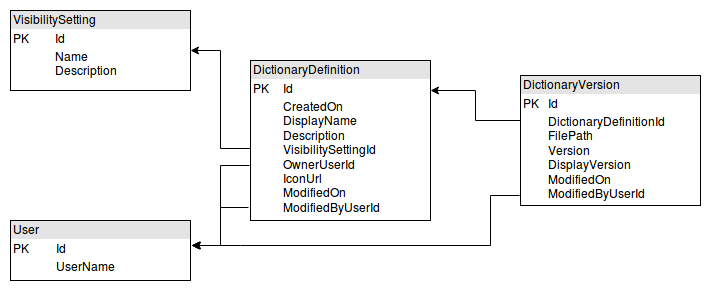 VisibilitySetting
PK Id
Name
Description
DictionaryDefinition
PK Id
CreatedOn
DisplayName
Description
VisibilitySettingId
OwnerUserId
IconUrl
ModifiedOn
ModifiedByUserId
DictionaryVersion
PK Id
DictionaryDefinitionId
FilePath
Version
DisplayVersion
ModifiedOn
ModifiedByUserId
User
PK Id
UserName